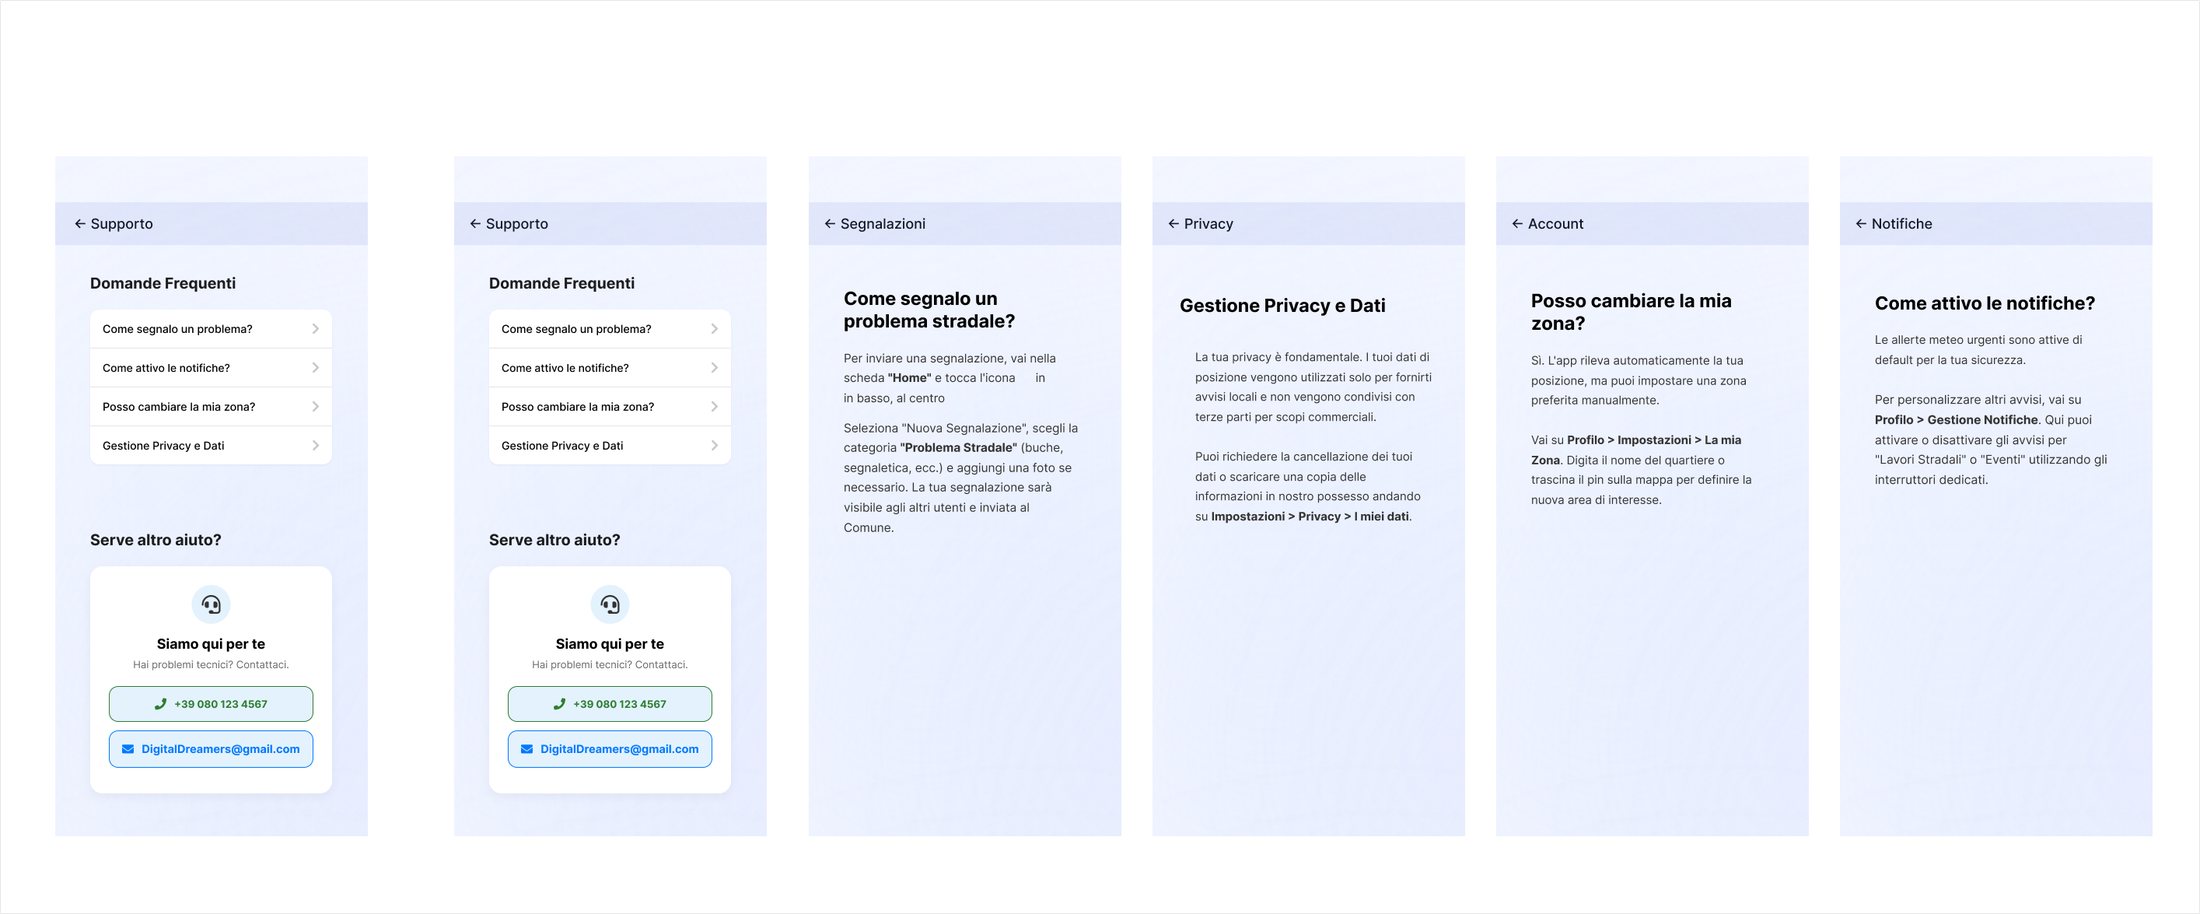 ← Supporto
Domande Frequenti
Come segnalo un problema?
Come attivo le notifiche?
Posso cambiare la mia zona?
Gestione Privacy e Dati
Serve altro aiuto?
Siamo qui per te
Hai problemi tecnici? Contattaci.
+39 080 123 4567
DigitalDreamers@gmail.com
← Supporto
Domande Frequenti
Come segnalo un problema?
Come attivo le notifiche?
Posso cambiare la mia zona?
Gestione Privacy e Dati
Serve altro aiuto?
Siamo qui per te
Hai problemi tecnici? Contattaci.
+39 080 123 4567
DigitalDreamers@gmail.com
← Segnalazioni
Come segnalo un
problema stradale?
Per inviare una segnalazione, vai nella
scheda "Home" e tocca l'icona in
in basso, al centro
Seleziona "Nuova Segnalazione", scegli la
categoria "Problema Stradale" (buche,
segnaletica, ecc.) e aggiungi una foto se
necessario. La tua segnalazione sarà
visibile agli altri utenti e inviata al
Comune.
← Privacy
Gestione Privacy e Dati
La tua privacy è fondamentale. I tuoi dati di
posizione vengono utilizzati solo per fornirti
avvisi locali e non vengono condivisi con
terze parti per scopi commerciali.
Puoi richiedere la cancellazione dei tuoi
dati o scaricare una copia delle
informazioni in nostro possesso andando
su Impostazioni > Privacy > I miei dati.
← Account
Posso cambiare la mia
zona?
Sì. L'app rileva automaticamente la tua
posizione, ma puoi impostare una zona
preferita manualmente.
Vai su Profilo > Impostazioni > La mia
Zona. Digita il nome del quartiere o
trascina il pin sulla mappa per definire la
nuova area di interesse.
← Notifiche
Come attivo le notifiche?
Le allerte meteo urgenti sono attive di
default per la tua sicurezza.
Per personalizzare altri avvisi, vai su
Profilo > Gestione Notifiche. Qui puoi
attivare o disattivare gli avvisi per
"Lavori Stradali" o "Eventi" utilizzando gli
interruttori dedicati.